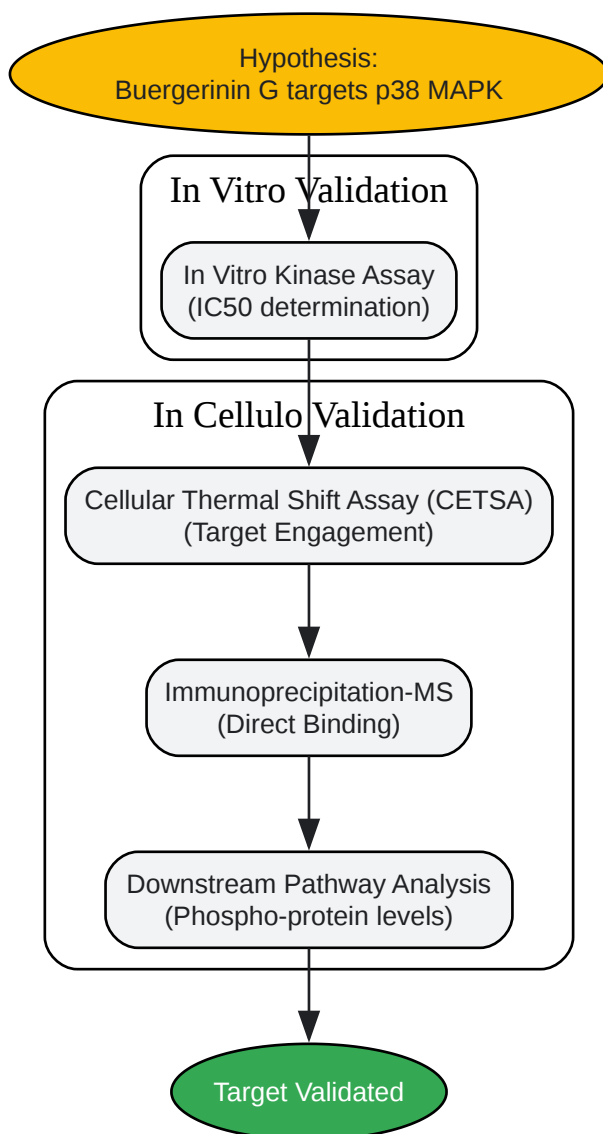 Hypothesis:
Buergerinin G targets p38 MAPK
In Vitro Validation
In Vitro Kinase Assay
(IC50 determination)
In Cellulo Validation
Cellular Thermal Shift Assay (CETSA)
(Target Engagement)
Immunoprecipitation-MS
(Direct Binding)
Downstream Pathway Analysis
(Phospho-protein levels)
Target Validated